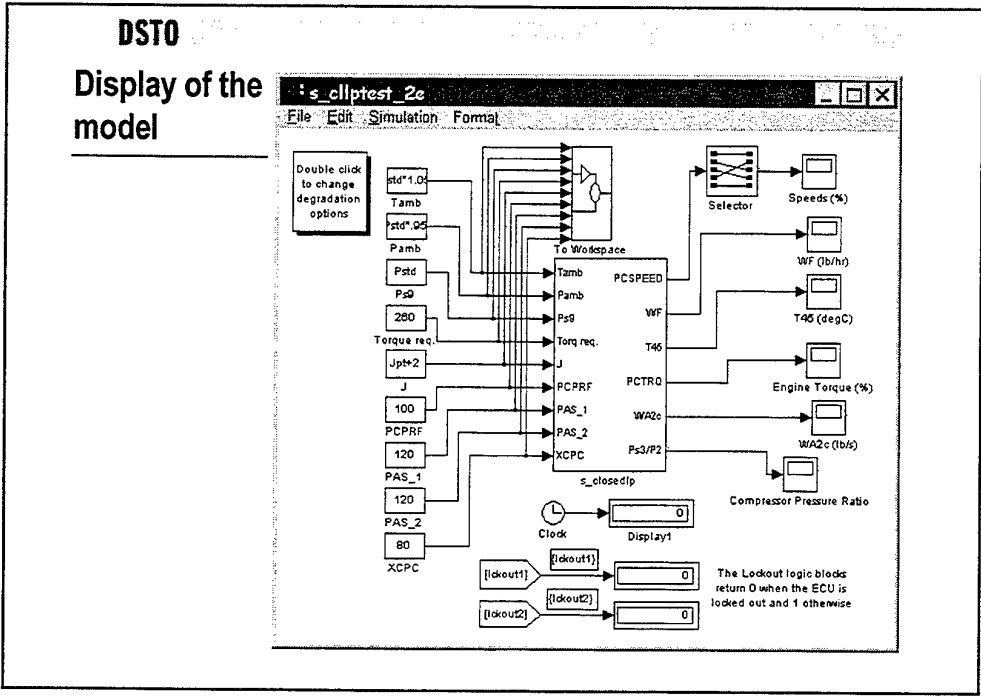 DSTO
Display of the
model
s_cllptest_2e
File Edit Simulation Format
Double click
to change
degradation
options
std*1.05
Tamb
Pstd*.95
Pamb
Pstd
Ps9
260
Torque req.
Jpt+2
J
100
PCPRF
120
PAS_1
120
PAS_2
80
XCPC
To Workspace
Tamb
Pamb
Ps9
Torq req.
J
PCPRF
PAS_1
PAS_2
XCPC
PCSPEED
WF
T45
PCTRQ
WA2c
Ps3/P2
s_closedlp
Selector
Speeds (%)
WF (lb/hr)
T45 (degC)
Engine Torque (%)
WA2c (lb/s)
Compressor Pressure Ratio
Clock
0
Display1
{lckout1}
[lckout1}
0
{lckout2]
{lckout2}
0
The Lockout logic blocks
return 0 when the ECU is
locked out and 1 otherwise